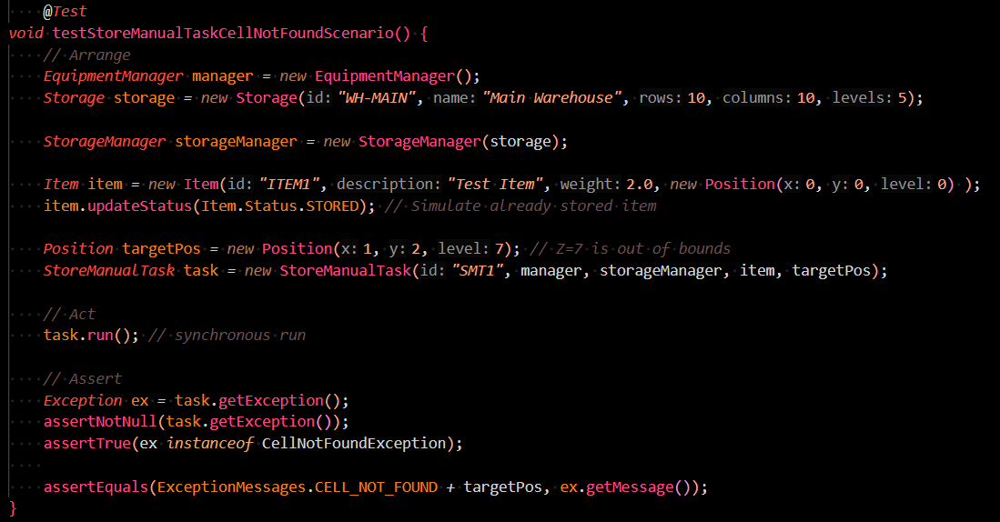 @Test
void testStoreManualTaskCellNotFoundScenario() {
// Arrange
EquipmentManager manager = new EquipmentManager();
Storage storage = new Storage(id: "WH-MAIN", name: "Main Warehouse", rows: 10, columns: 10, levels: 5);
StorageManager storageManager = new StorageManager(storage);
Item item = new Item(id: "ITEM1", description: "Test Item", weight: 2.0, new Position(x: 0, y: 0, level: 0) );
item.updateStatus(Item.Status.STORED); // Simulate already stored item
Position targetPos = new Position(x: 1, y: 2, level: 7); // Z=7 is out of bounds
StoreManualTask task = new StoreManualTask(id: "SMT1", manager, storageManager, item, targetPos);
// Act
task.run(); // synchronous run
// Assert
Exception ex = task.getException();
assertNotNull(task.getException());
assertTrue(ex instanceof CellNotFoundException);
assertEquals(ExceptionMessages.CELL_NOT_FOUND + targetPos, ex.getMessage());
}